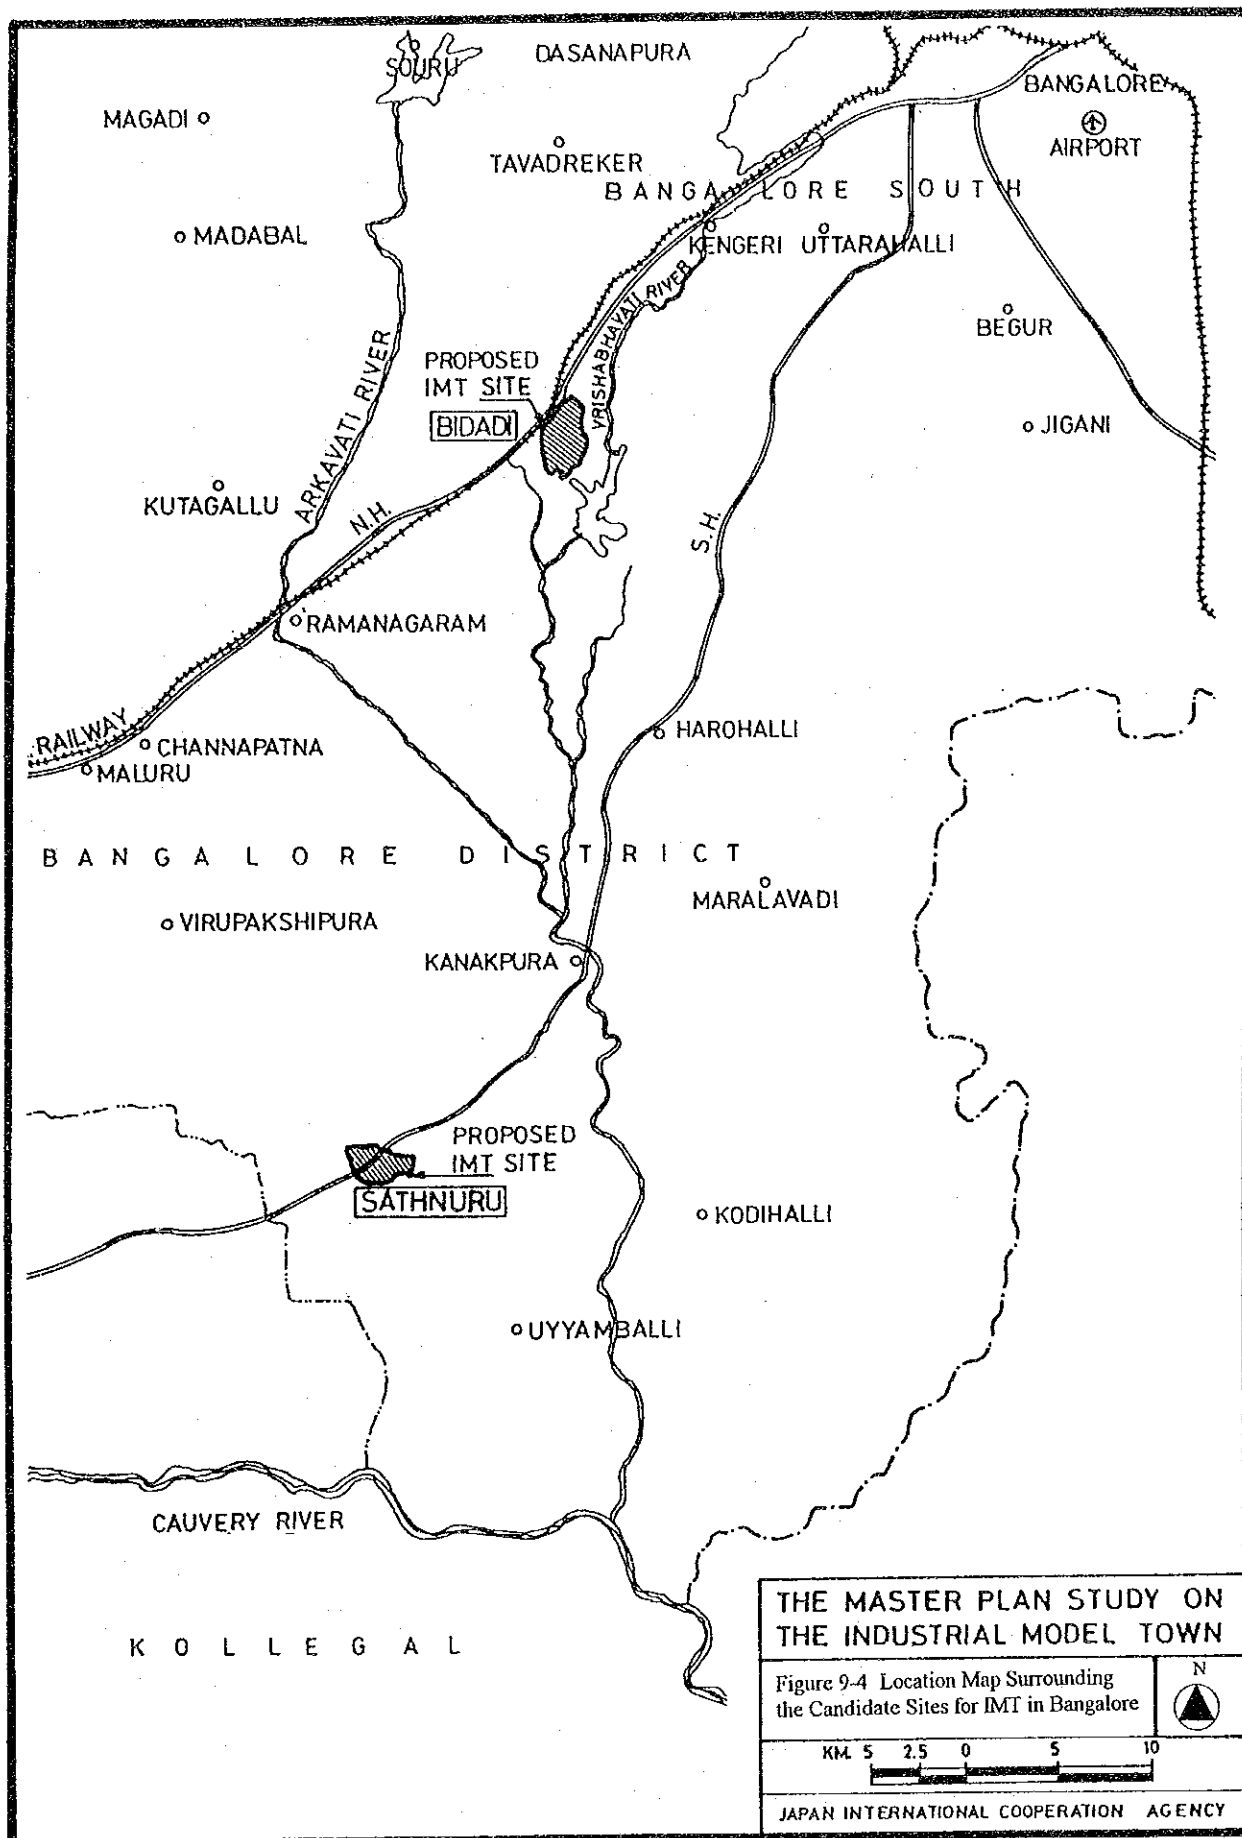 SOURU
DASANAPURA
BANGALORE
MAGADI
AIRPORT
TAVADREKER
BANGALORE SOUTH
MADABAL
KENGERI
UTTARAHALLI
VRISHABHAVATI RIVER
BEGUR
ARKAVATI RIVER
PROPOSED
IMT SITE
BIDADI
JIGANI
KUTAGALLU
N.H.
S.H.
RAMANAGARAM
RAILWAY
HAROHALLI
CHANNAPATNA
MALURU
BANGALORE DISTRICT
MARALAVADI
VIRUPAKSHIPURA
KANAKPURA
PROPOSED
IMT SITE
SATHNURU
KODIHALLI
UYYAMBALLI
CAUVERY RIVER
KOLLEGAL
THE MASTER PLAN STUDY ON
THE INDUSTRIAL MODEL TOWN
Figure 9-4 Location Map Surrounding
the Candidate Sites for IMT in Bangalore
N
KM. 5 2.5 0 5 10
JAPAN INTERNATIONAL COOPERATION AGENCY